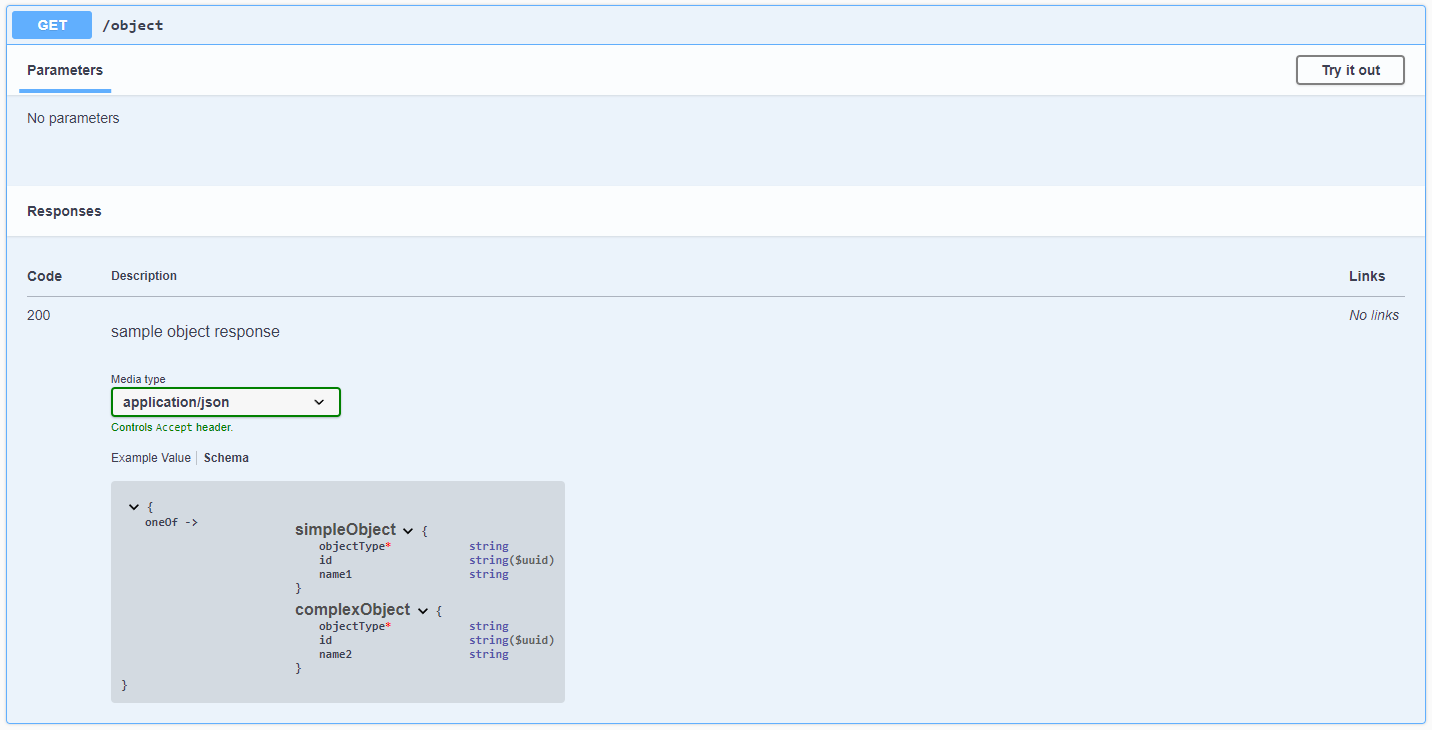 GET /object
Parameters Try it out
No parameters
Responses
Code Description Links
200 No links
sample object response
Media type
application/json
Controls Accept header.
Example Value Schema
{
oneOf ->
simpleObject {
objectType* string
id string($uuid)
name1 string
}
complexObject {
objectType* string
id string($uuid)
name2 string
}
}